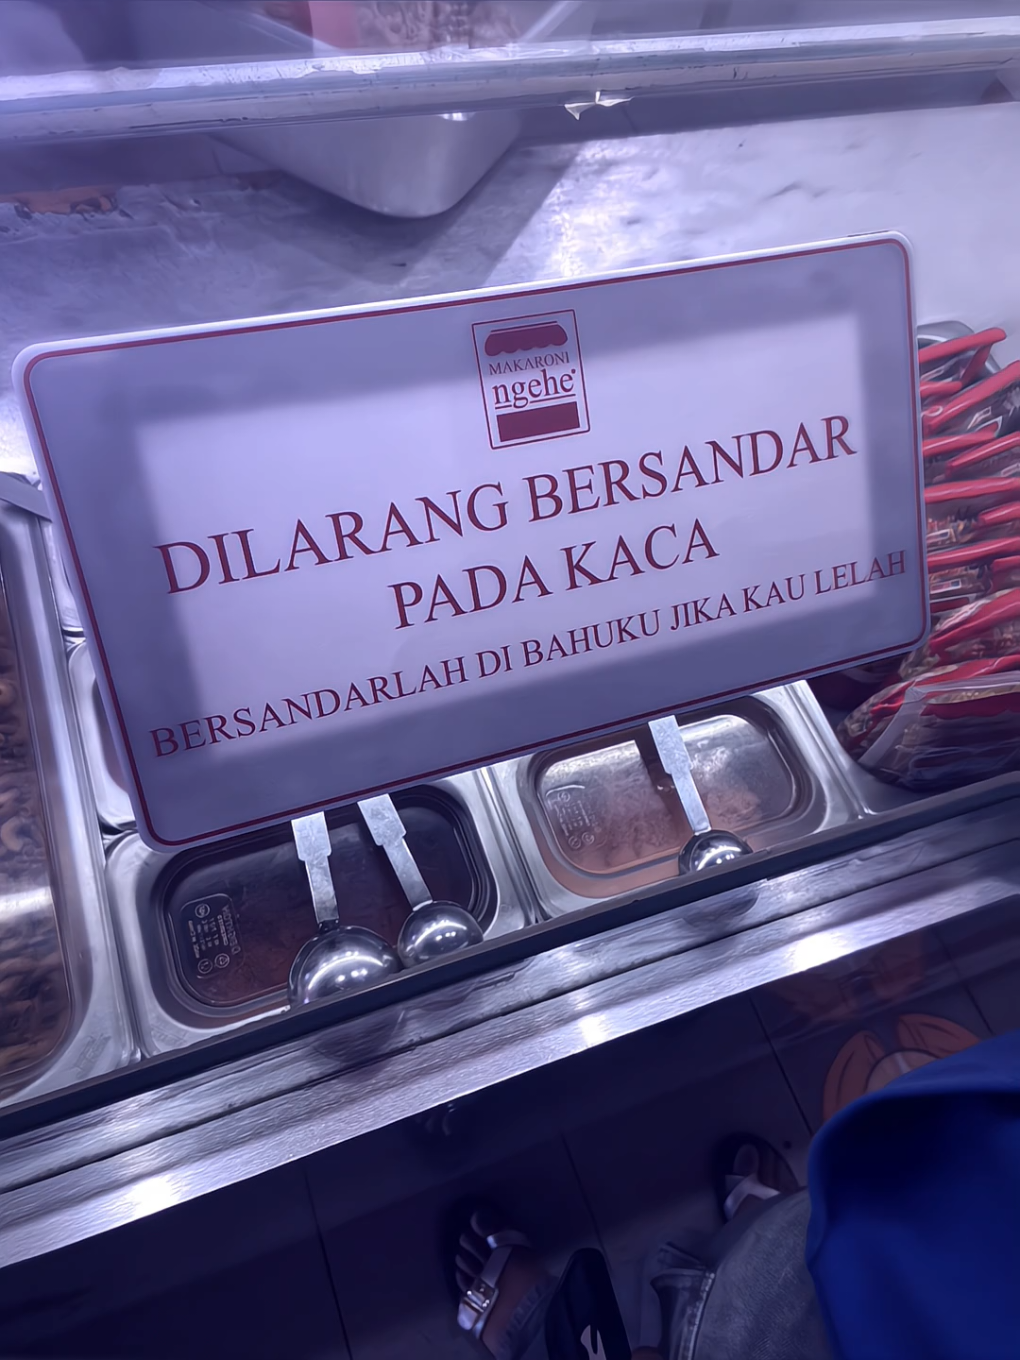 MAKARONI
ngehe
DILARANG BERSANDAR
PADA KACA
BERSANDARLAH DI BAHUKU JIKA KAU LELAH